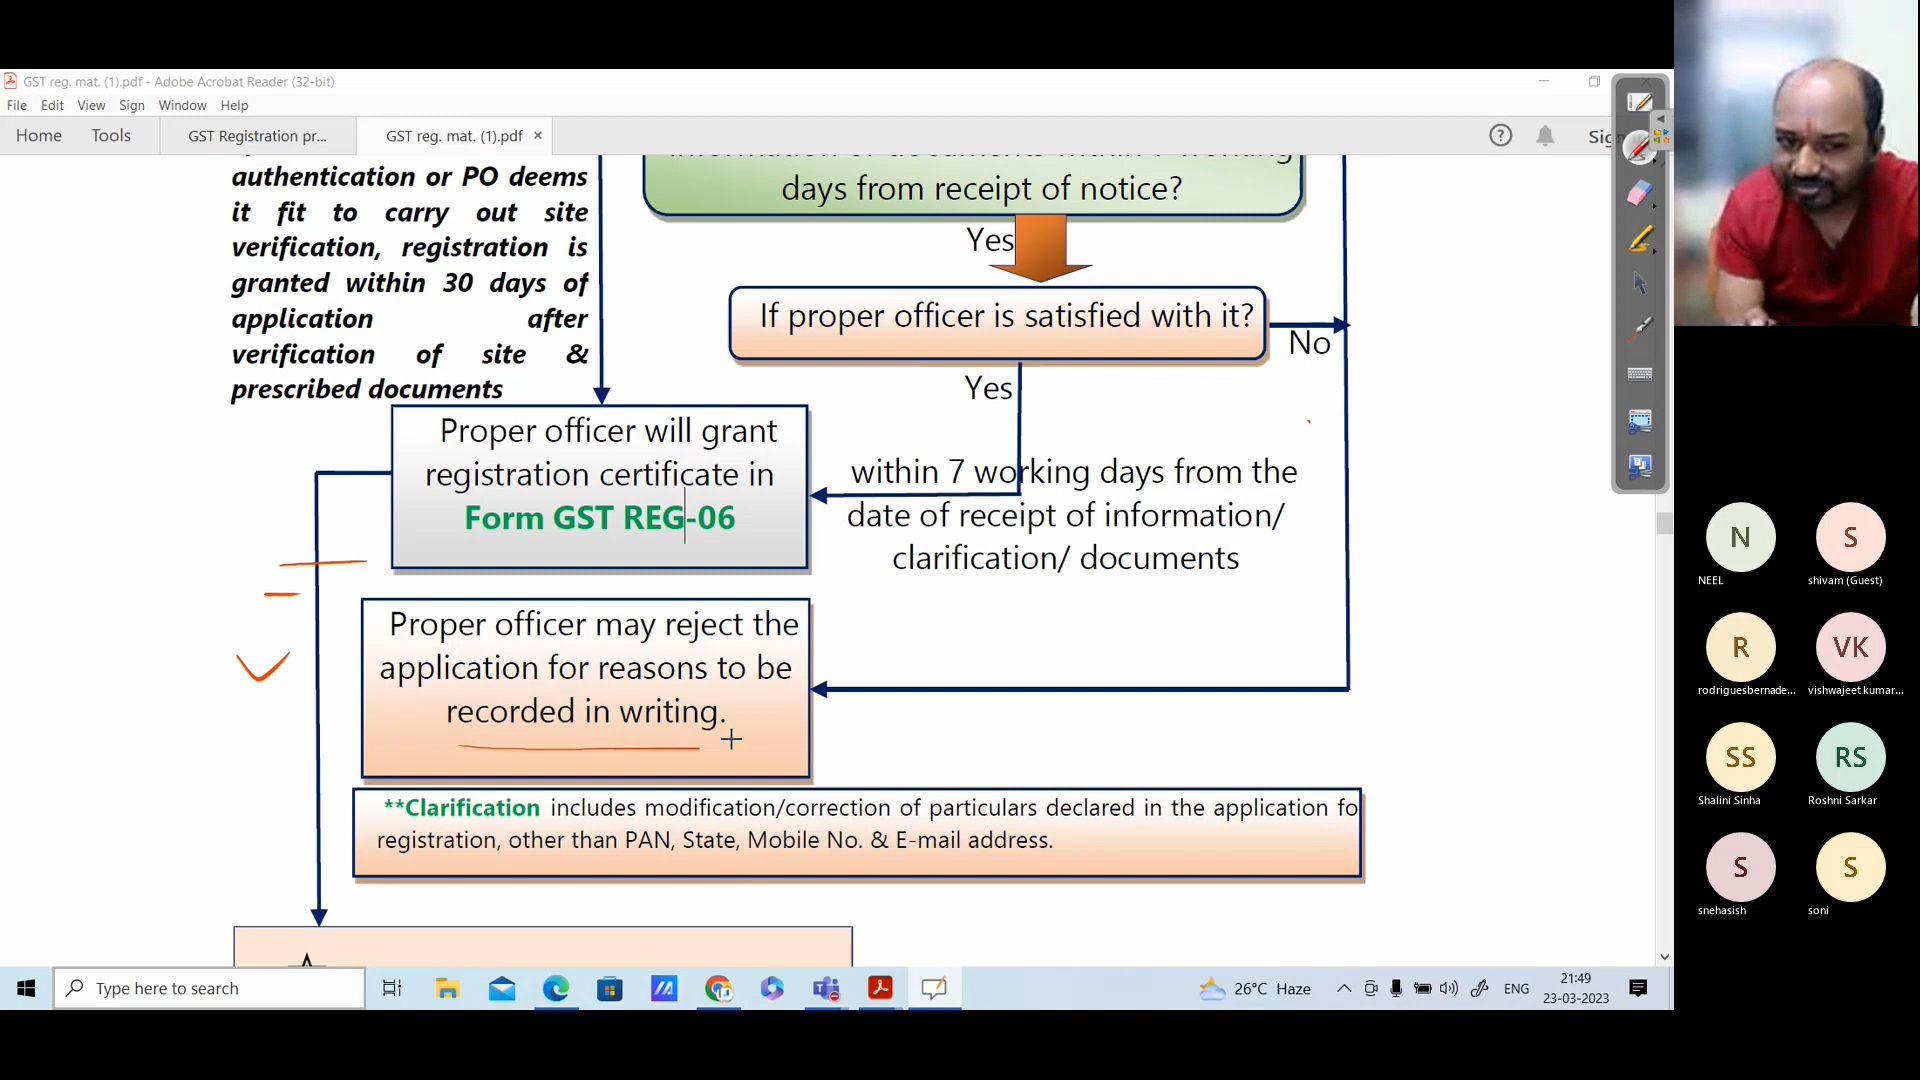 GST reg. mat. (1).pdf - Adobe Acrobat Reader (32-bit)
File Edit View Sign Window Help
Home Tools GST Registration pr... GST reg. mat. (1).pdf ×
authentication or PO deems
it fit to carry out site
verification, registration is
granted within 30 days of
application after
verification of site &
prescribed documents
information or documents within 7 working
days from receipt of notice?
Yes
If proper officer is satisfied with it?
No
Yes
Proper officer will grant
registration certificate in
Form GST REG-06
within 7 working days from the
date of receipt of information/
clarification/ documents
Proper officer may reject the
application for reasons to be
recorded in writing.
**Clarification includes modification/correction of particulars declared in the application fo
registration, other than PAN, State, Mobile No. & E-mail address.
N
NEEL
S
shivam (Guest)
R
rodriguesbernade...
VK
vishwajeet kumar...
SS
Shalini Sinha
RS
Roshni Sarkar
S
snehasish
S
soni
Type here to search
26°C Haze
ENG
21:49
23-03-2023